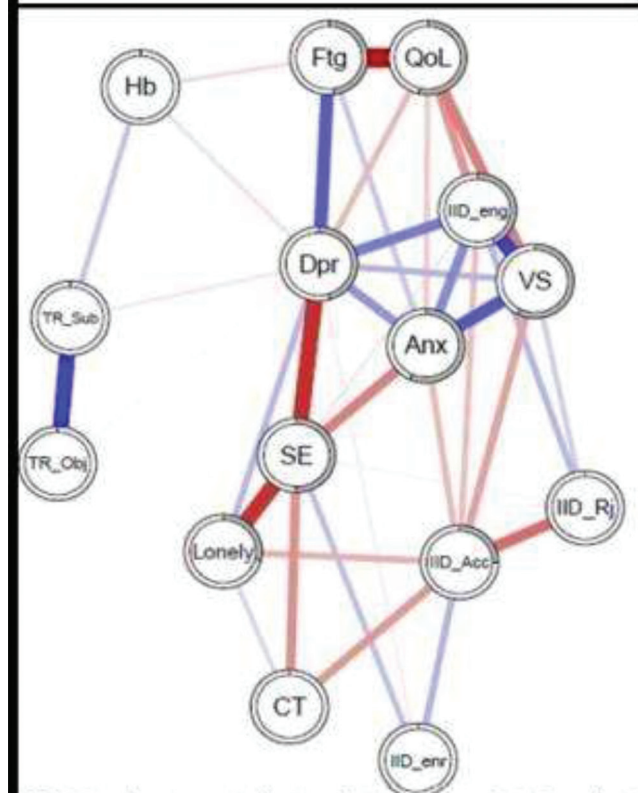 Ftg
QoL
Hb
IID_eng
Dpr
VS
TR_Sub
Anx
SE
TR_Obj
IID_Rj
Lonely
IID_Acc
CT
IID_enr